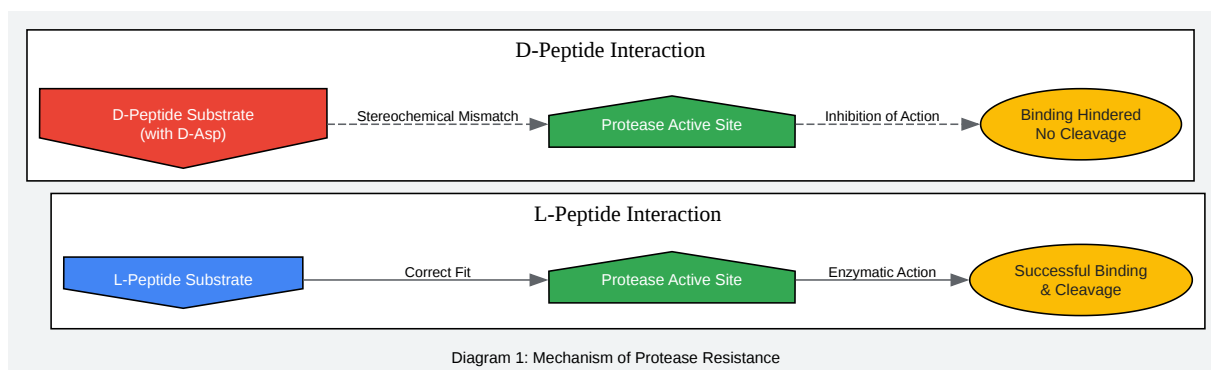 D-Peptide Interaction
D-Peptide Substrate
(with D-Asp)
Stereochemical Mismatch
Protease Active Site
Inhibition of Action
Binding Hindered
No Cleavage
L-Peptide Interaction
L-Peptide Substrate
Correct Fit
Protease Active Site
Enzymatic Action
Successful Binding
& Cleavage
Diagram 1: Mechanism of Protease Resistance